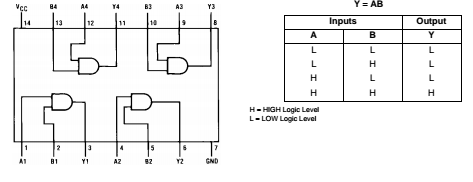 VCC B4 A4 Y4 B3 A3 Y3
14 13 12 11 10 9 8
1 2 3 4 5 6 7
A1 B1 Y1 A2 B2 Y2 GND
Y = AB
Inputs Output
A B Y
L L L
L H L
H L L
H H H
H = HIGH Logic Level
L = LOW Logic Level